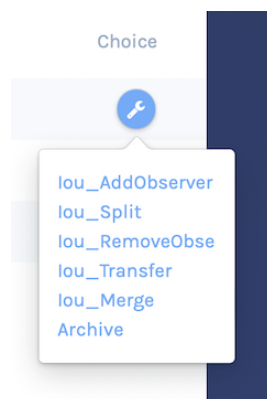 Choice
Iou_AddObserver
Iou_Split
Iou_RemoveObse
Iou_Transfer
Iou_Merge
Archive